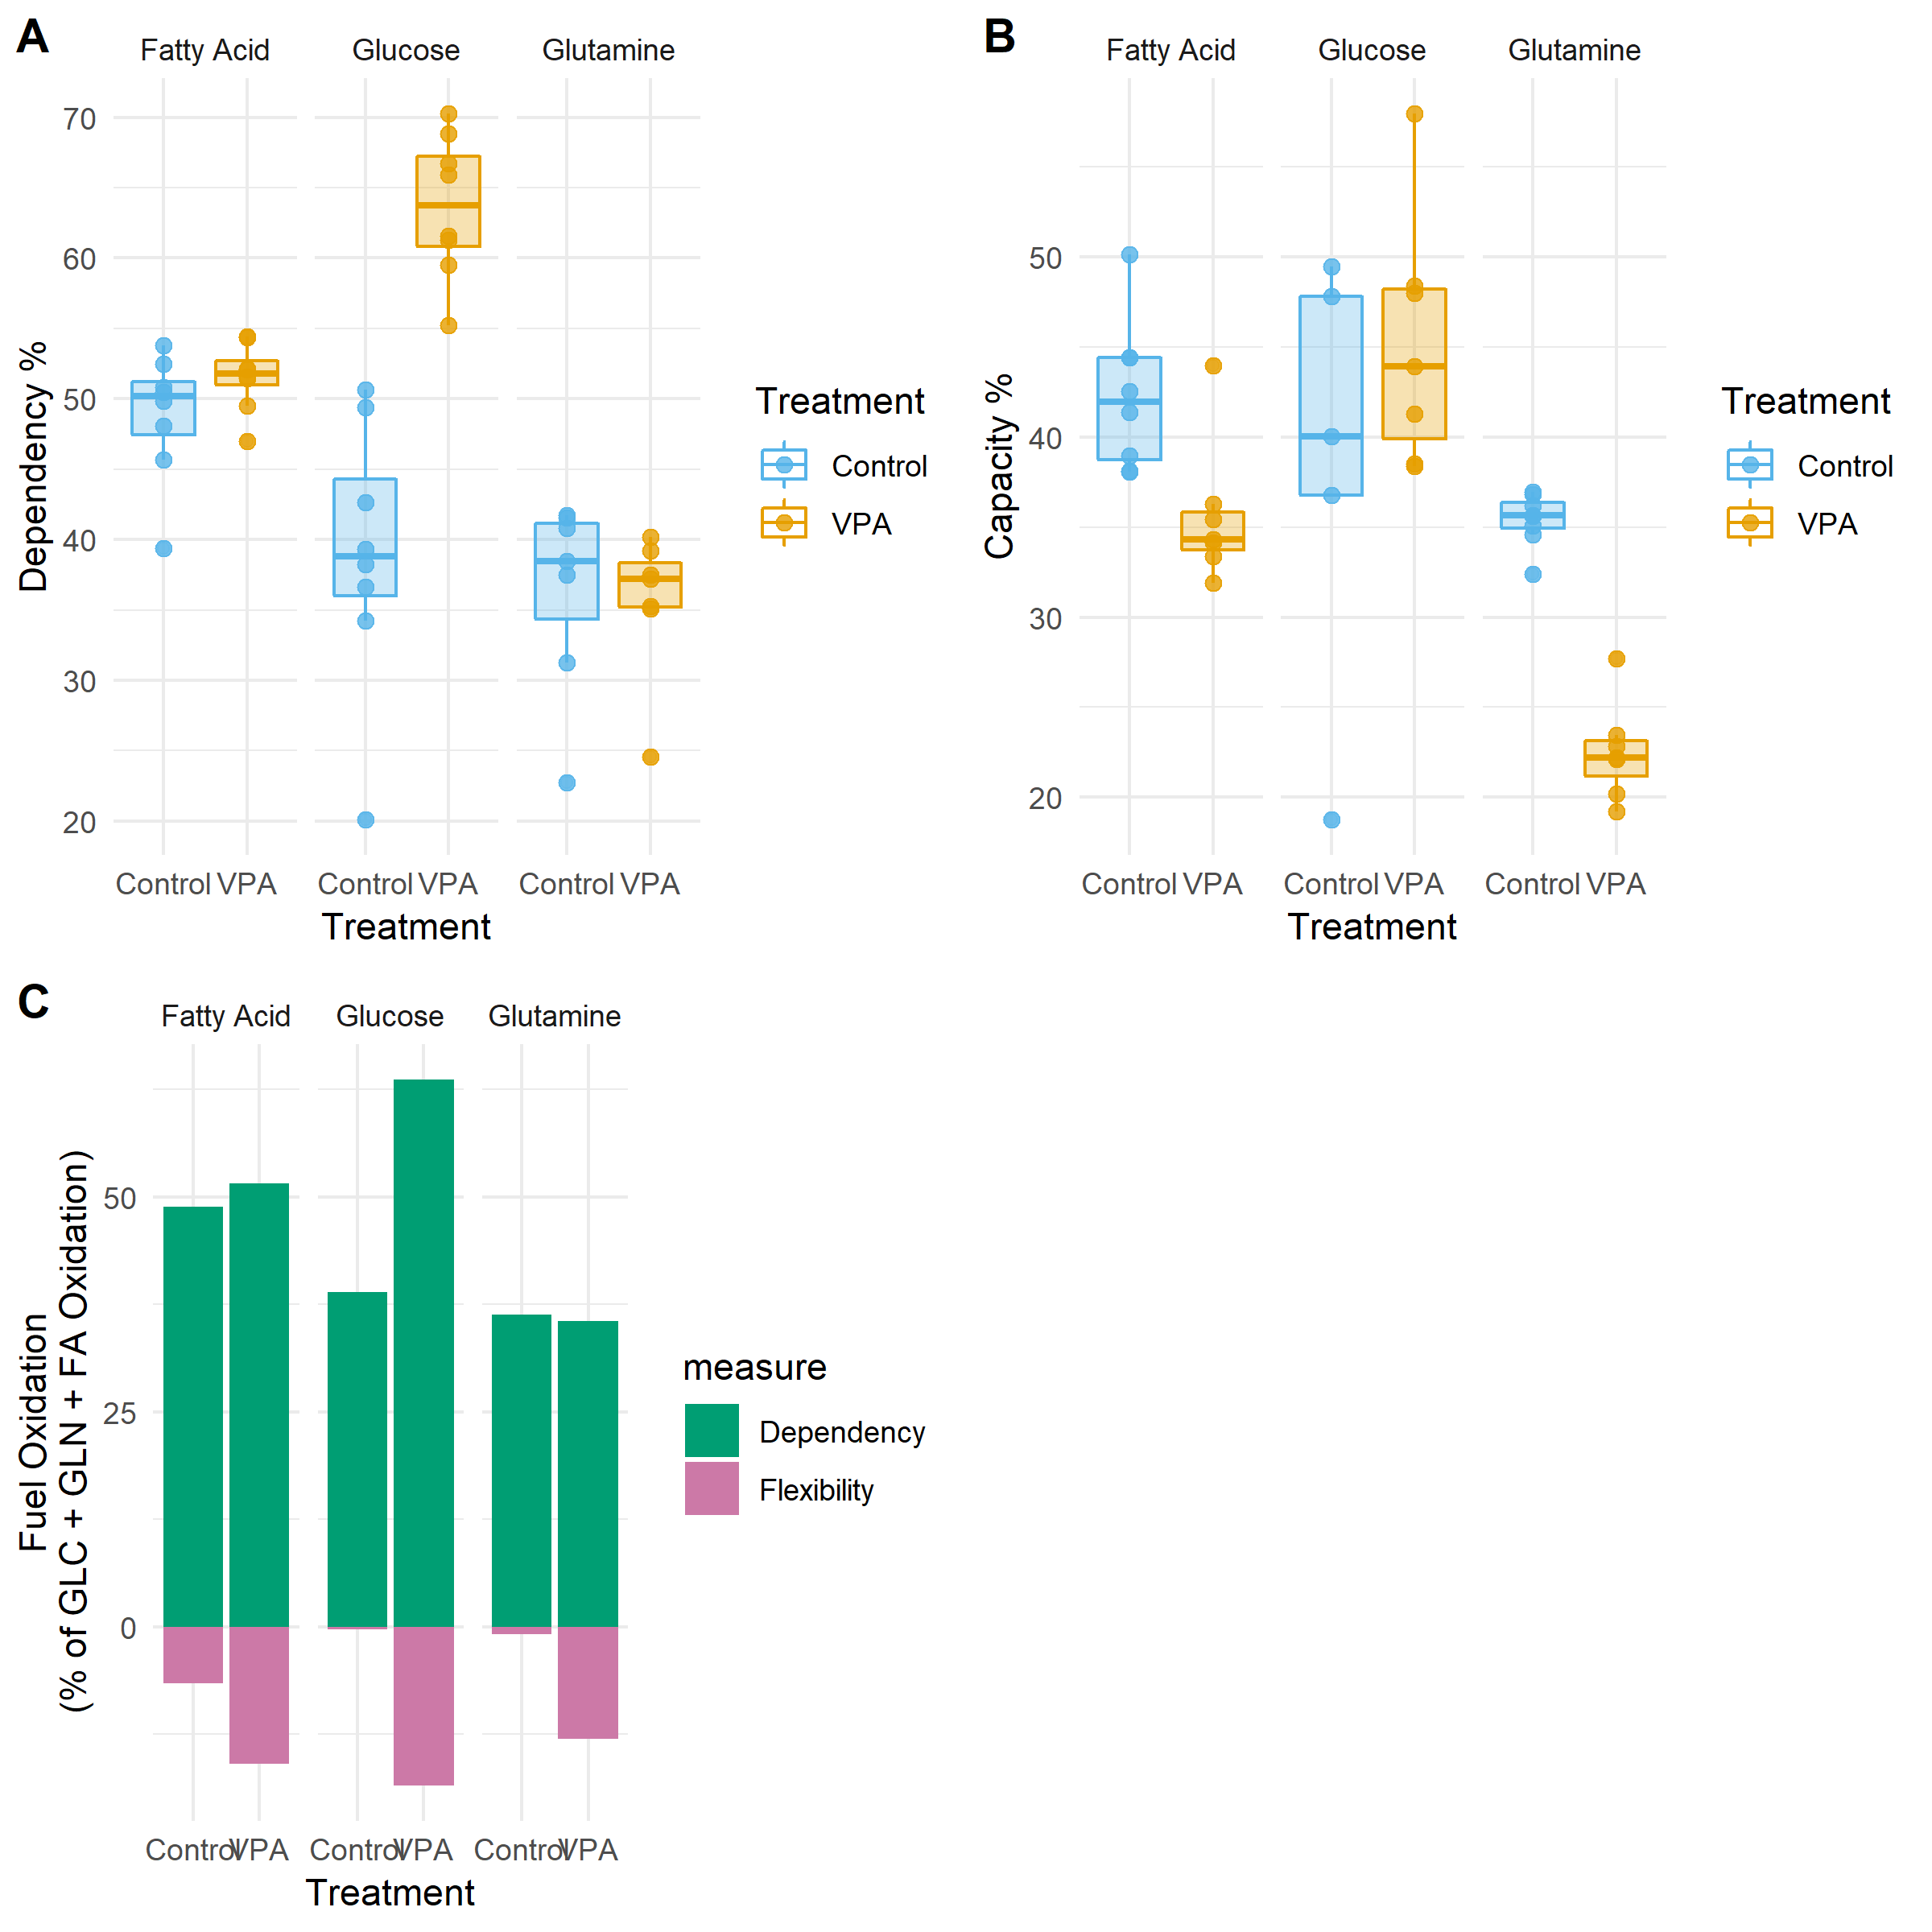 A
Fatty Acid Glucose Glutamine
70
60
50
40
30
20
Dependency %
Control VPA Control VPA Control VPA
Treatment
Treatment
Control
VPA
B
Fatty Acid Glucose Glutamine
50
40
30
20
Capacity %
Control VPA Control VPA Control VPA
Treatment
Treatment
Control
VPA
C
Fatty Acid Glucose Glutamine
50
25
0
Fuel Oxidation
(% of GLC + GLN + FA Oxidation)
Control VPA Control VPA Control VPA
Treatment
measure
Dependency
Flexibility